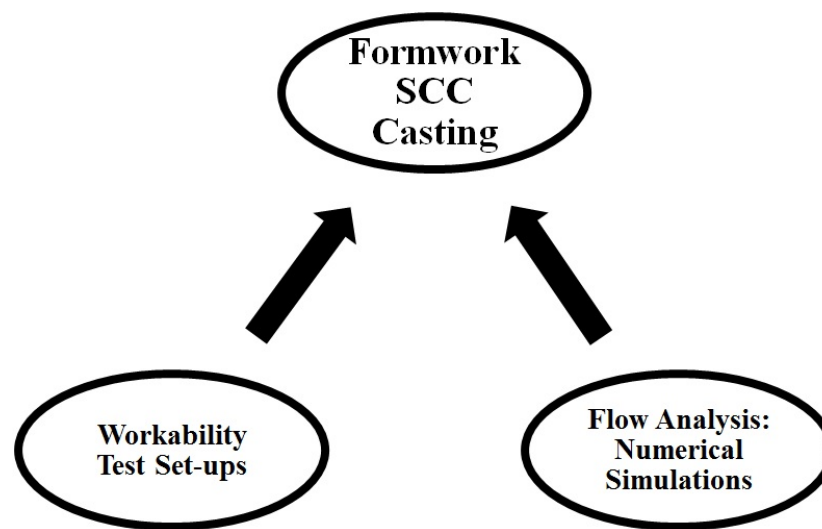 Formwork
SCC
Casting
Workability
Test Set-ups
Flow Analysis:
Numerical
Simulations